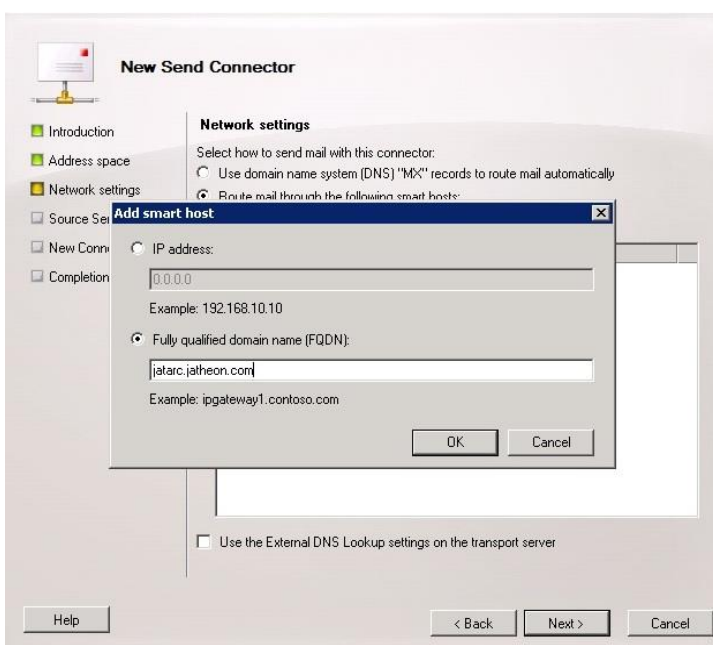 New Send Connector
Introduction
Address space
Network settings
Source Ser
New Conn
Completion
Network settings
Select how to send mail with this connector:
Use domain name system (DNS) "MX" records to route mail automatically
Route mail through the following smart hosts:
Add smart host
IP address:
0.0.0.0
Example: 192.168.10.10
Fully qualified domain name (FQDN):
jatarc.jatheon.com
Example: ipgateway1.contoso.com
OK Cancel
Use the External DNS Lookup settings on the transport server
Help < Back Next > Cancel